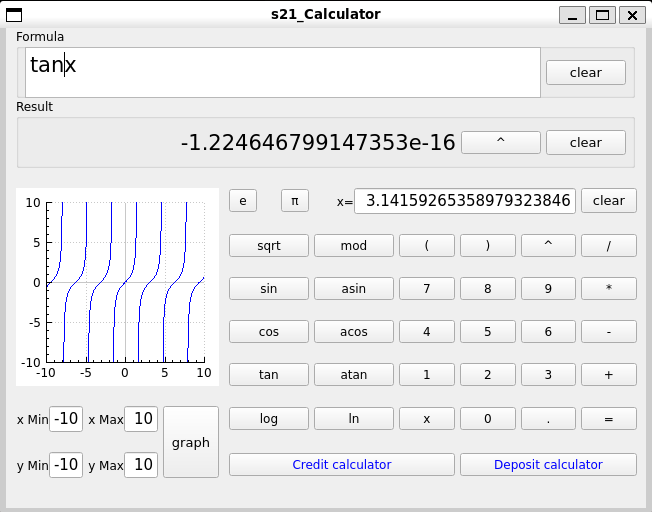 s21_Calculator
Formula
tanx
clear
Result
-1.224646799147353e-16 ^ clear
10
5
0
-5
-10
-10 -5 0 5 10
e π x= 3.14159265358979323846 clear
sqrt mod ( ) ^ /
sin asin 7 8 9 *
cos acos 4 5 6 -
tan atan 1 2 3 +
log ln x 0 . =
x Min -10 x Max 10
graph
y Min -10 y Max 10
Credit calculator Deposit calculator